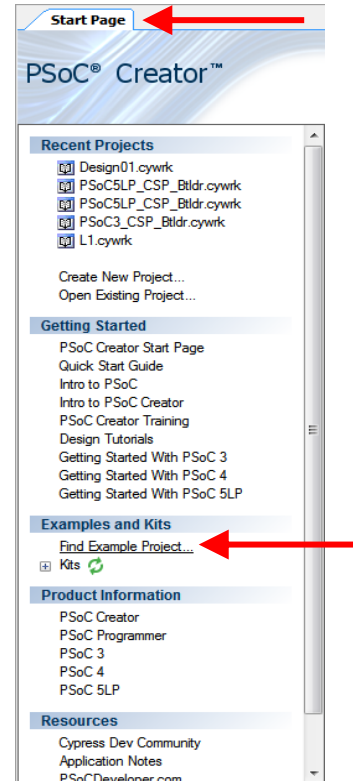 Start Page
PSoC® Creator™
Recent Projects
Design01.cywrk
PSoC5LP_CSP_Btldr.cywrk
PSoC5LP_CSP_Btldr.cywrk
PSoC3_CSP_Btldr.cywrk
L1.cywrk
Create New Project...
Open Existing Project...
Getting Started
PSoC Creator Start Page
Quick Start Guide
Intro to PSoC
Intro to PSoC Creator
PSoC Creator Training
Design Tutorials
Getting Started With PSoC 3
Getting Started With PSoC 4
Getting Started With PSoC 5LP
Examples and Kits
Find Example Project...
Kits
Product Information
PSoC Creator
PSoC Programmer
PSoC 3
PSoC 4
PSoC 5LP
Resources
Cypress Dev Community
Application Notes
PSoCDeveloper.com